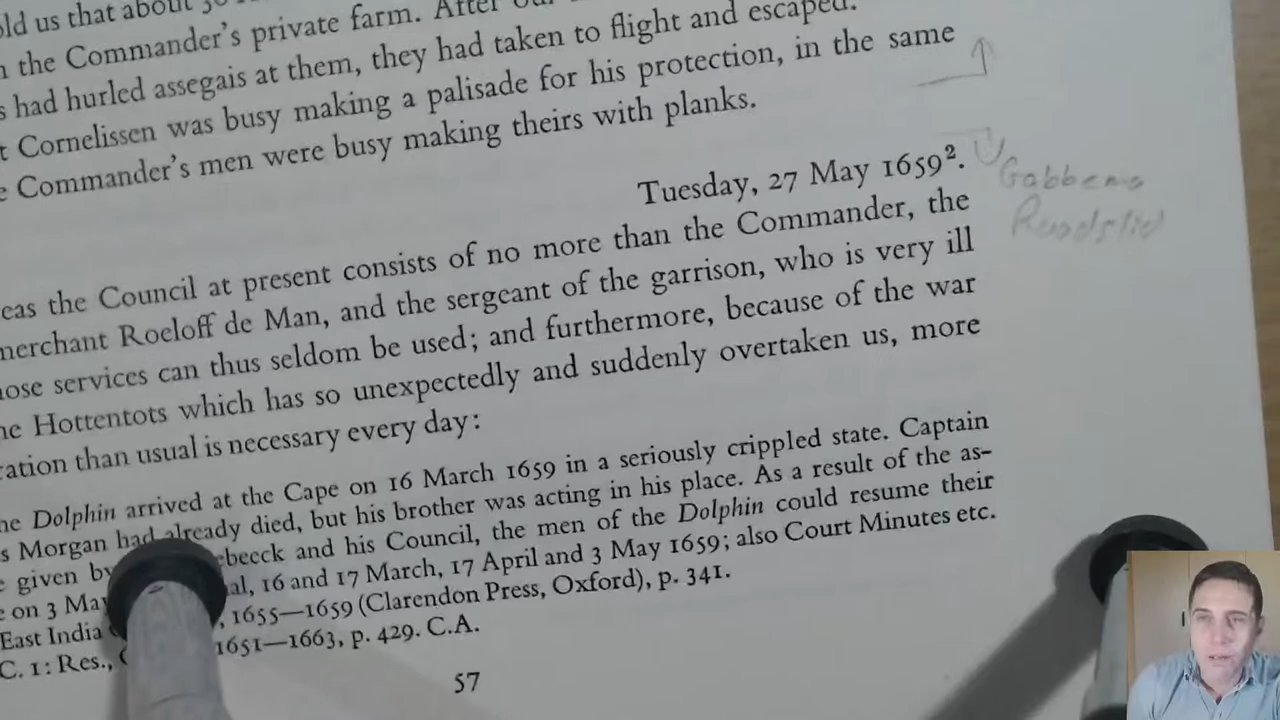 old us that about 30
the Commander's private farm. After our
s had hurled assegais at them, they had taken to flight and escaped.
t Cornelissen was busy making a palisade for his protection, in the same
e Commander's men were busy making theirs with planks.
Tuesday, 27 May 1659².
Gabbema
eas the Council at present consists of no more than the Commander, the
nerchant Roeloff de Man, and the sergeant of the garrison, who is very ill
hose services can thus seldom be used; and furthermore, because of the war
he Hottentots which has so unexpectedly and suddenly overtaken us, more
ration than usual is necessary every day:
he Dolphin arrived at the Cape on 16 March 1659 in a seriously crippled state. Captain
s Morgan had already died, but his brother was acting in his place. As a result of the as-
e given by beeck and his Council, the men of the Dolphin could resume their
e on 3 May al, 16 and 17 March, 17 April and 3 May 1659; also Court Minutes etc.
East India , 1655—1659 (Clarendon Press, Oxford), p. 341.
C. 1: Res., 1651—1663, p. 429. C.A.
57